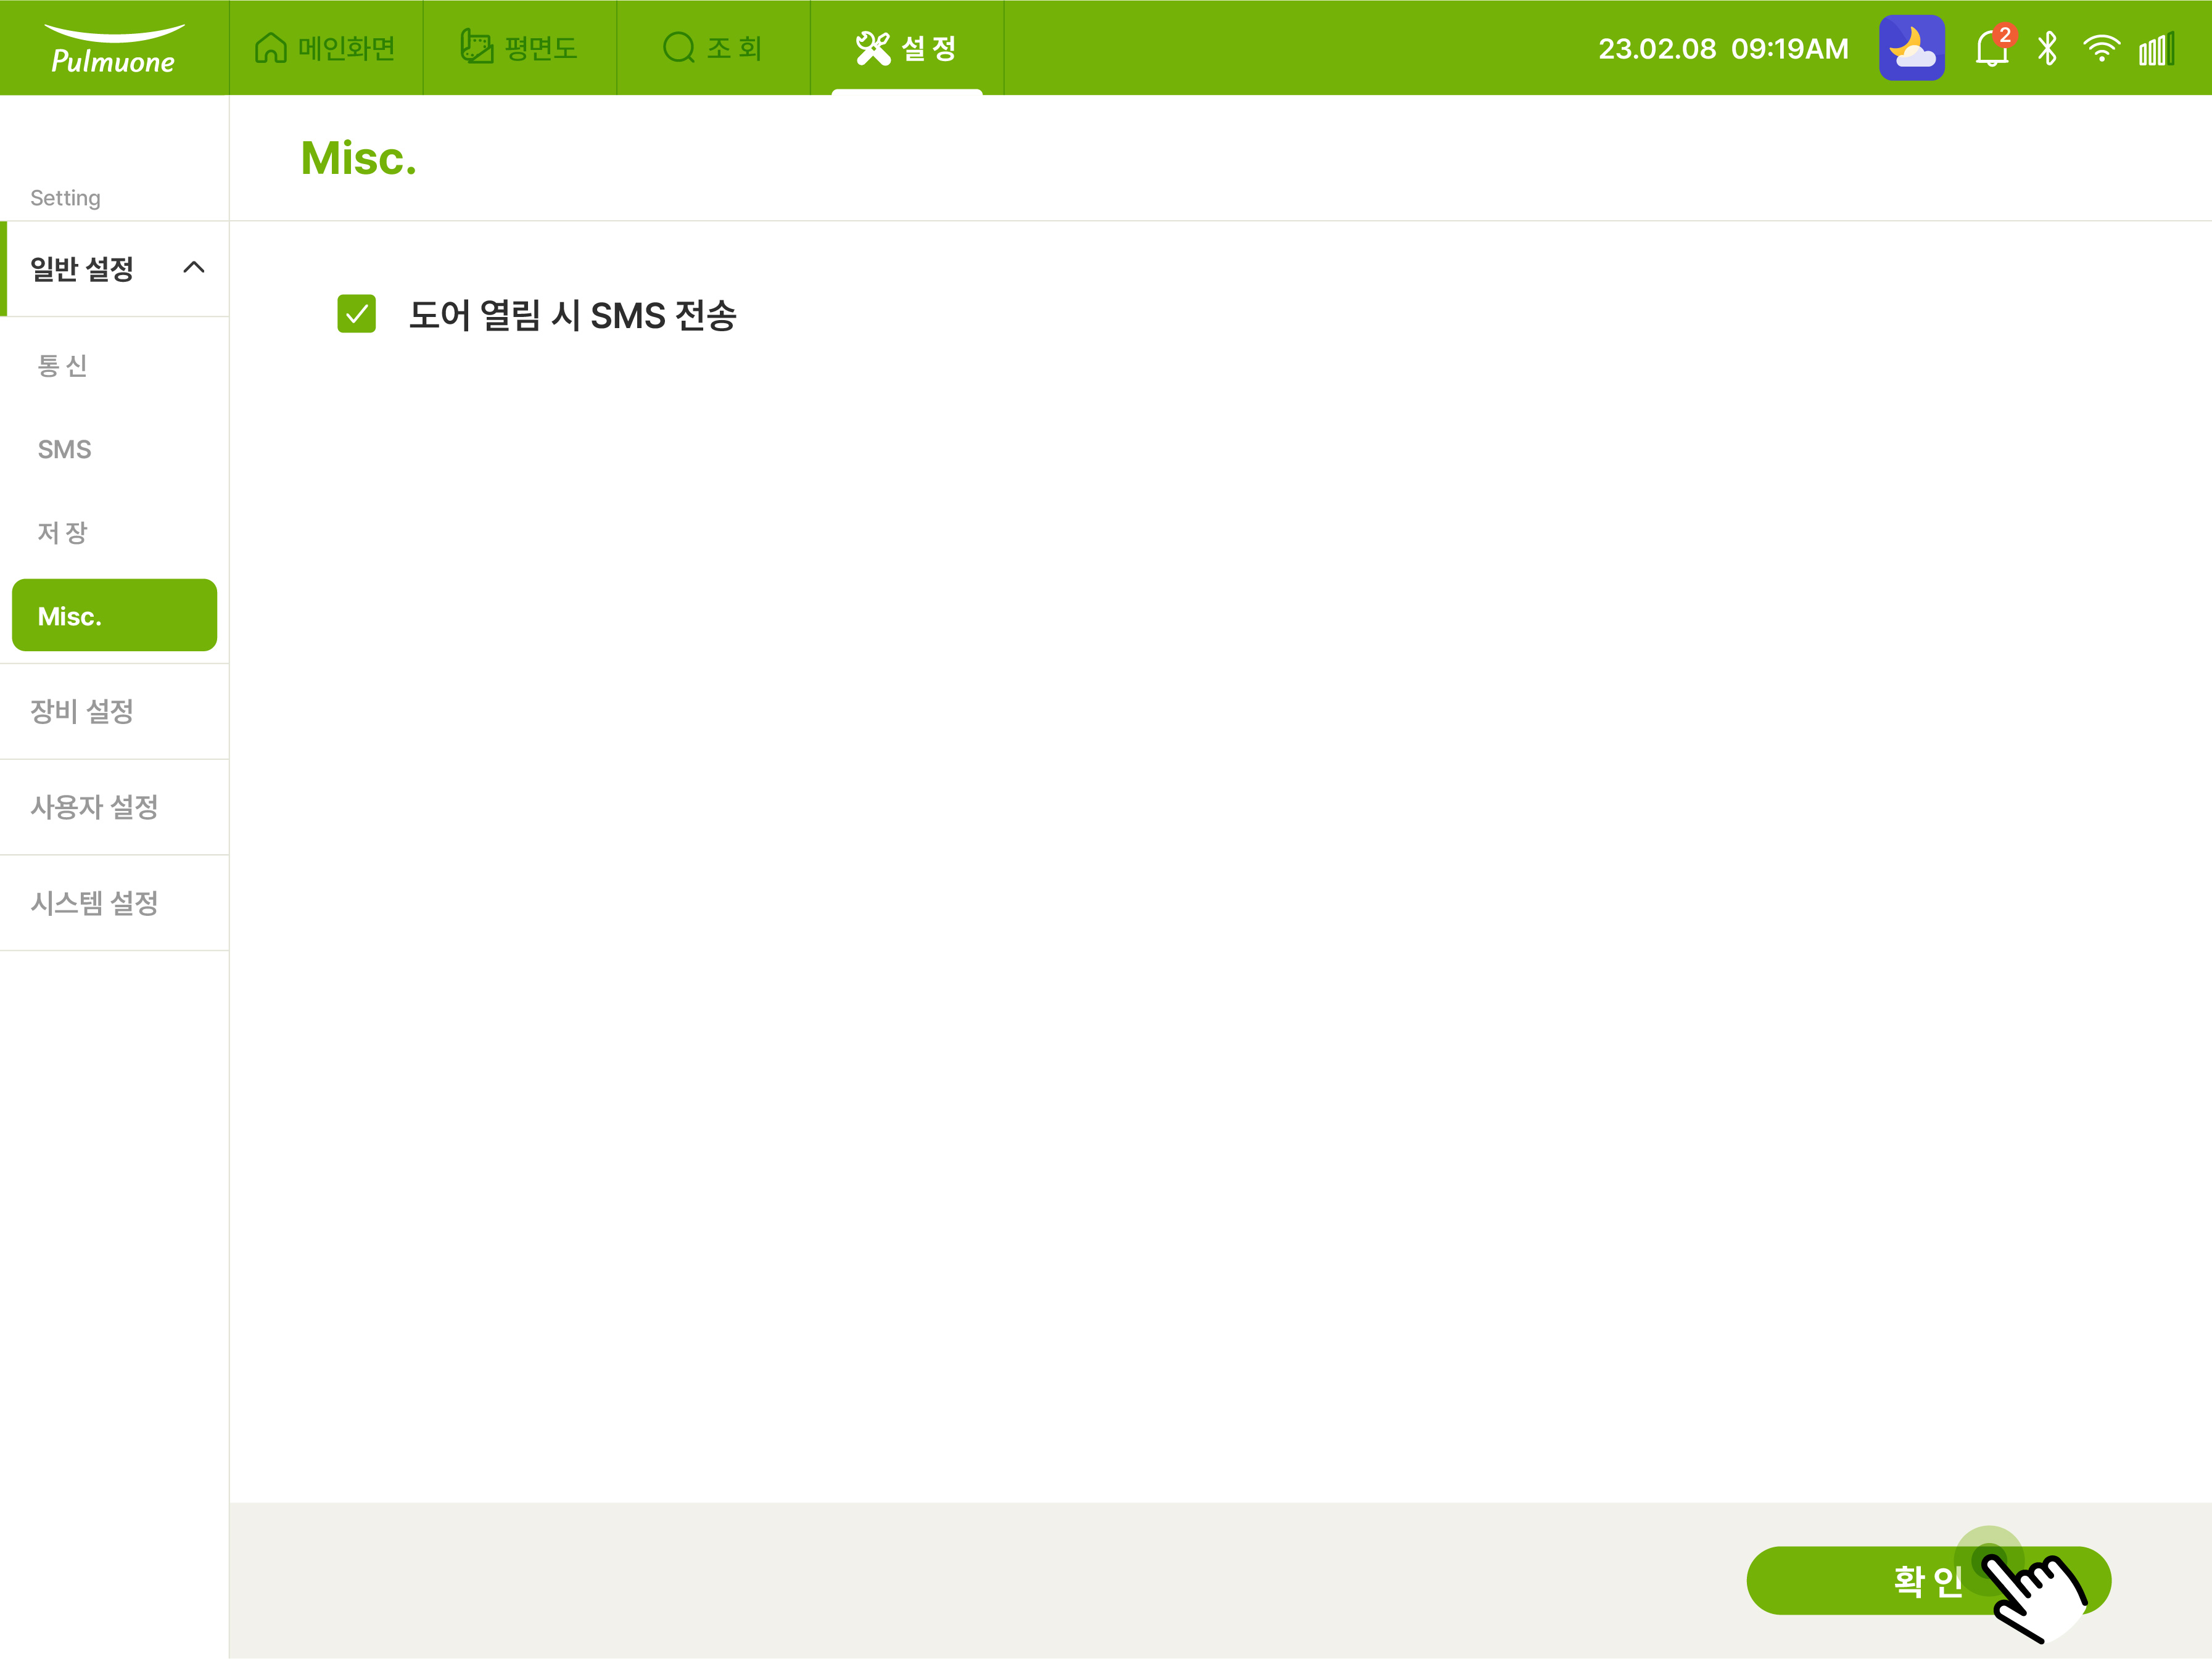 Pulmuone
메인화면
평면도
조 회
설 정
23.02.08 09:19AM
2
Setting
Misc.
일반 설정
도어 열림 시 SMS 전송
통 신
SMS
저 장
Misc.
장비 설정
사용자 설정
시스템 설정
확 인